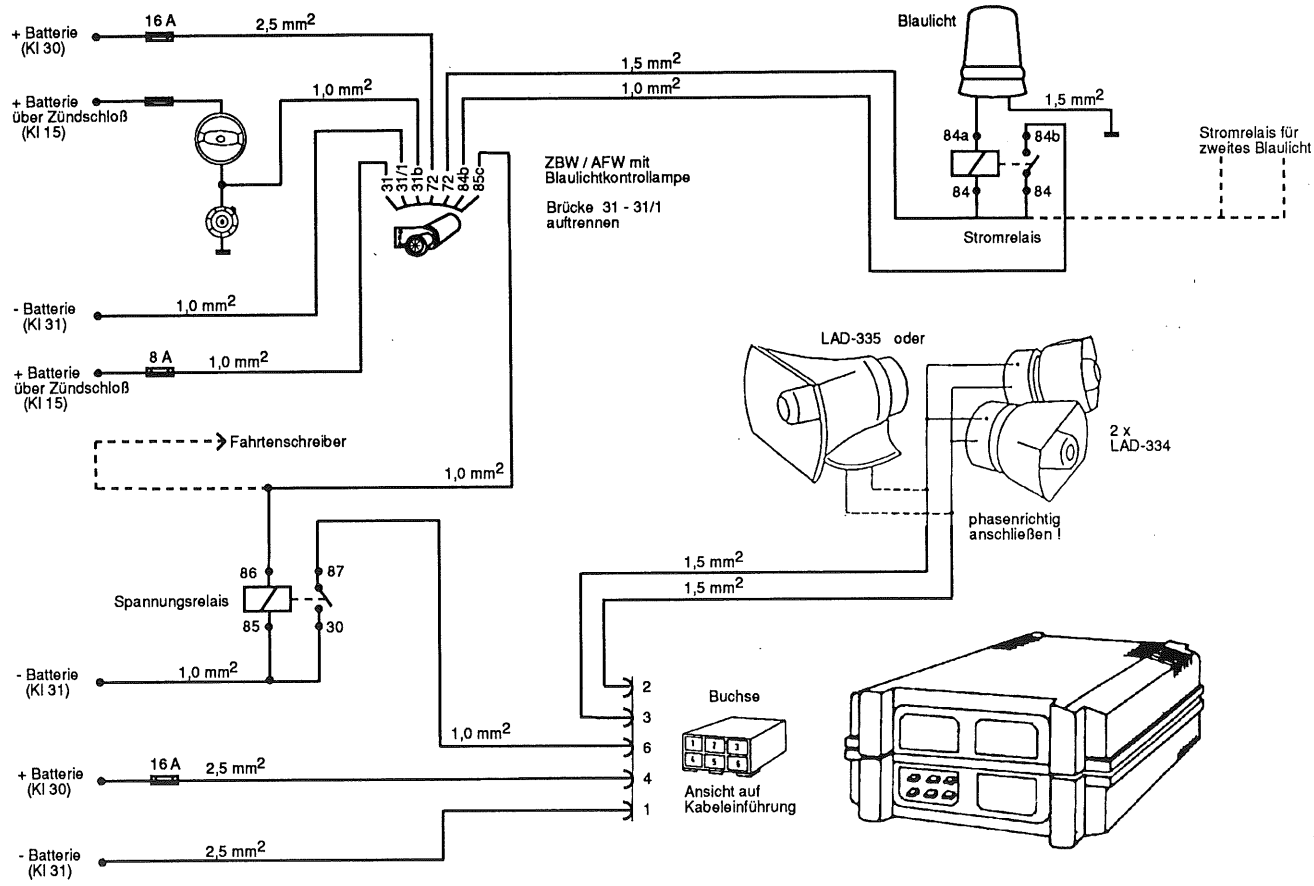 + Batterie
(Kl 30)
16 A
2,5 mm²
+ Batterie
über Zündschloß
(Kl 15)
1,0 mm²
31
31/1
31b
72
72
84b
85c
ZBW / AFW mit
Blaulichtkontrollampe
Brücke 31 - 31/1
auftrennen
1,5 mm²
1,0 mm²
Blaulicht
1,5 mm²
84a
84b
84
84
Stromrelais
Stromrelais für
zweites Blaulicht
- Batterie
(Kl 31)
1,0 mm²
+ Batterie
über Zündschloß
(Kl 15)
8 A
1,0 mm²
Fahrtenschreiber
1,0 mm²
LAD-335 oder
2 x
LAD-334
phasenrichtig
anschließen !
1,5 mm²
1,5 mm²
86
87
Spannungsrelais
85
30
- Batterie
(Kl 31)
1,0 mm²
2
3
6
4
1
1,0 mm²
Buchse
1 2 3
4 5 6
Ansicht auf
Kabeleinführung
+ Batterie
(Kl 30)
16 A
2,5 mm²
- Batterie
(Kl 31)
2,5 mm²